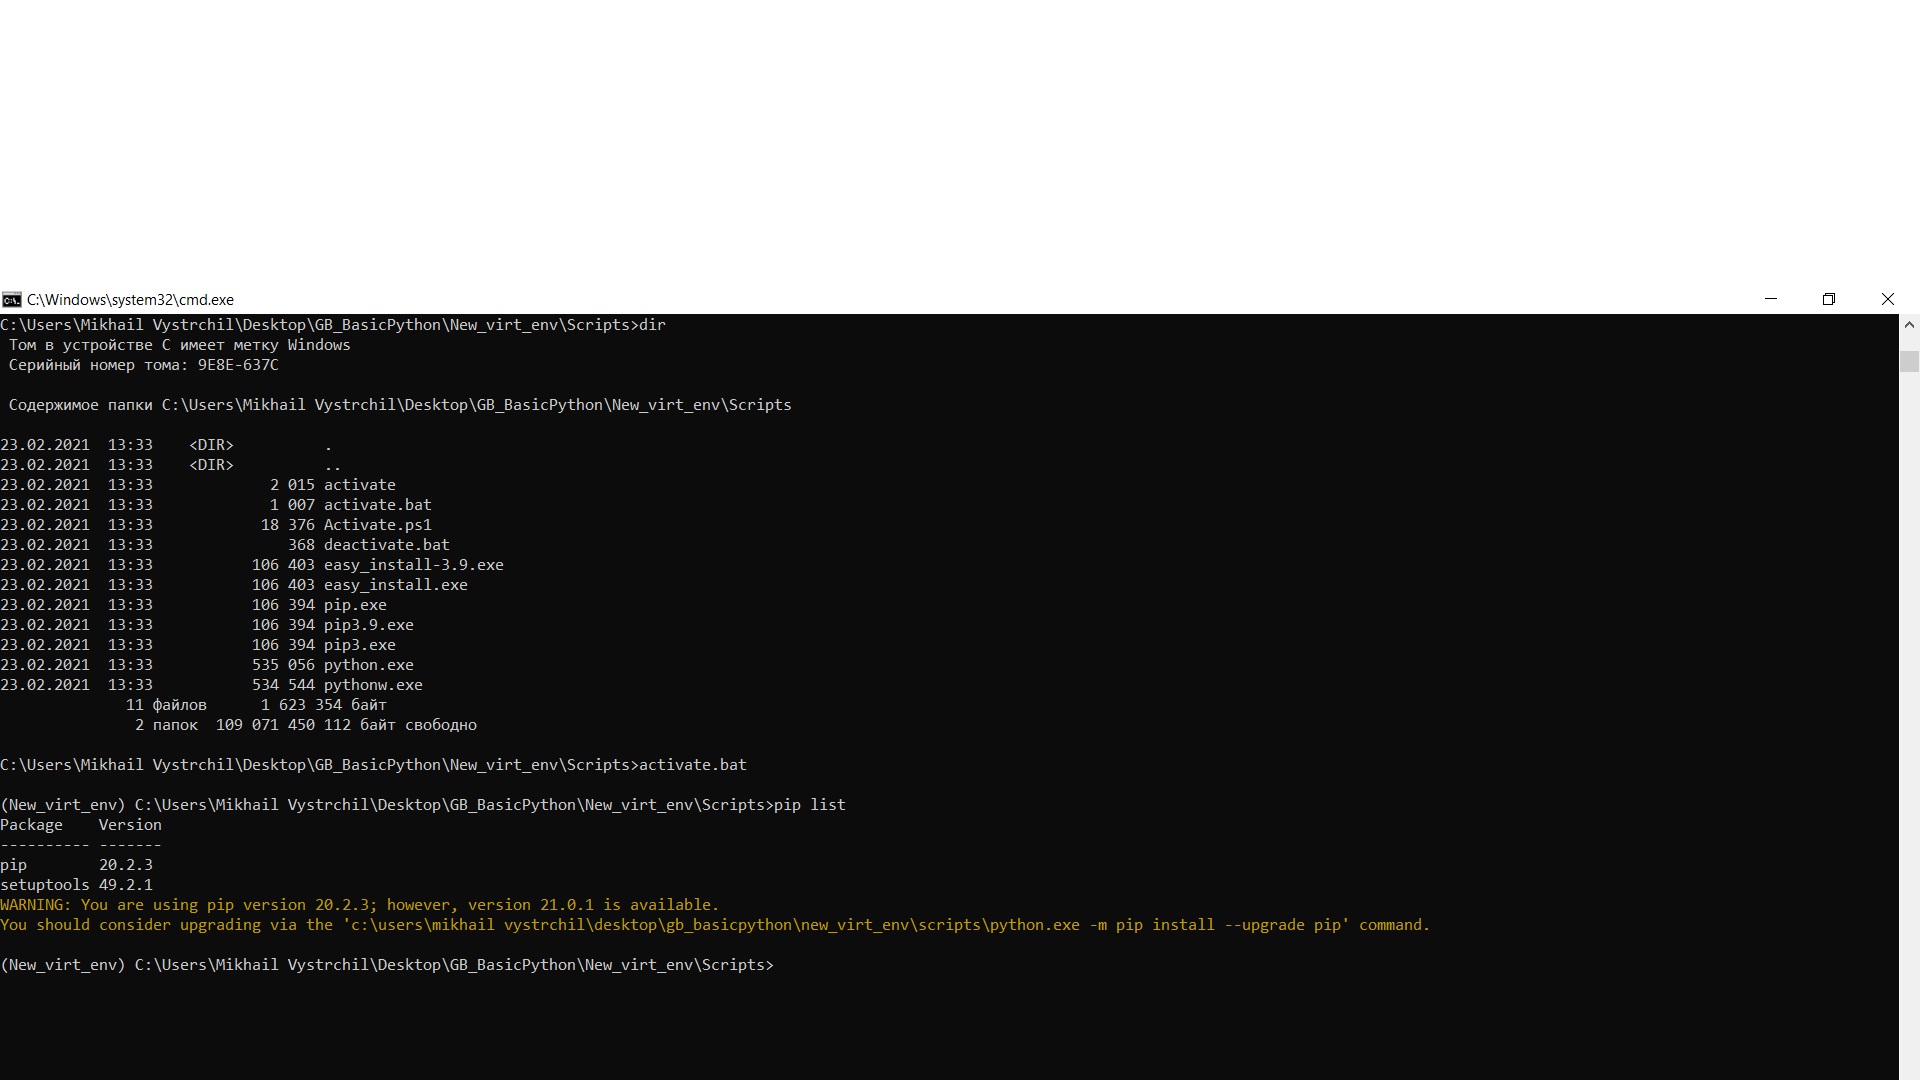 C:\Windows\system32\cmd.exe
C:\Users\Mikhail Vystrchil\Desktop\GB_BasicPython\New_virt_env\Scripts>dir
 Том в устройстве C имеет метку Windows
 Серийный номер тома: 9E8E-637C

 Содержимое папки C:\Users\Mikhail Vystrchil\Desktop\GB_BasicPython\New_virt_env\Scripts

23.02.2021  13:33    <DIR>          .
23.02.2021  13:33    <DIR>          ..
23.02.2021  13:33             2 015 activate
23.02.2021  13:33             1 007 activate.bat
23.02.2021  13:33            18 376 Activate.ps1
23.02.2021  13:33               368 deactivate.bat
23.02.2021  13:33           106 403 easy_install-3.9.exe
23.02.2021  13:33           106 403 easy_install.exe
23.02.2021  13:33           106 394 pip.exe
23.02.2021  13:33           106 394 pip3.9.exe
23.02.2021  13:33           106 394 pip3.exe
23.02.2021  13:33           535 056 python.exe
23.02.2021  13:33           534 544 pythonw.exe
              11 файлов      1 623 354 байт
               2 папок  109 071 450 112 байт свободно

C:\Users\Mikhail Vystrchil\Desktop\GB_BasicPython\New_virt_env\Scripts>activate.bat

(New_virt_env) C:\Users\Mikhail Vystrchil\Desktop\GB_BasicPython\New_virt_env\Scripts>pip list
Package    Version
---------- -------
pip        20.2.3
setuptools 49.2.1
WARNING: You are using pip version 20.2.3; however, version 21.0.1 is available.
You should consider upgrading via the 'c:\users\mikhail vystrchil\desktop\gb_basicpython\new_virt_env\scripts\python.exe -m pip install --upgrade pip' command.

(New_virt_env) C:\Users\Mikhail Vystrchil\Desktop\GB_BasicPython\New_virt_env\Scripts>